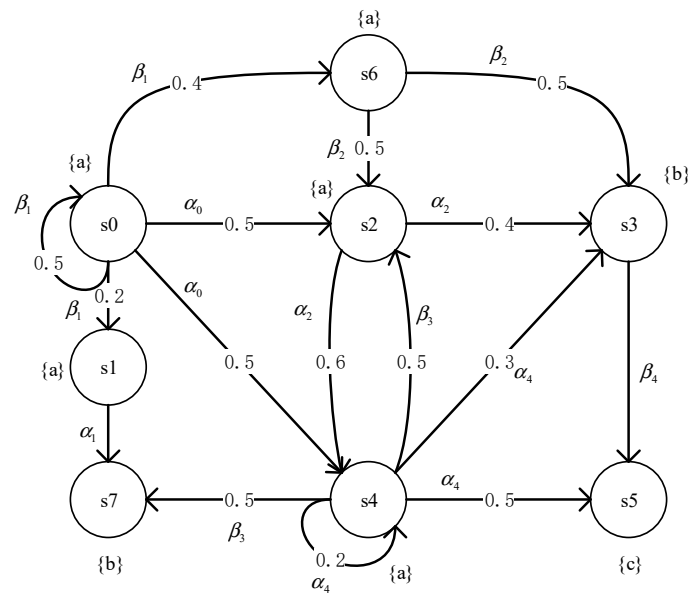 {a}
s6
β₁
0.4
β₂
0.5
β₂ 0.5
{a}
{a}
{b}
β₁
s0
α₀
0.5
s2
α₂
0.4
s3
0.5
0.2
β₁
α₀
α₂
β₃
{a}
s1
0.5
0.6
0.5
0.3
α₄
β₄
α₁
s7
0.5
β₃
s4
α₄
0.5
s5
0.2
α₄
{a}
{b}
{c}